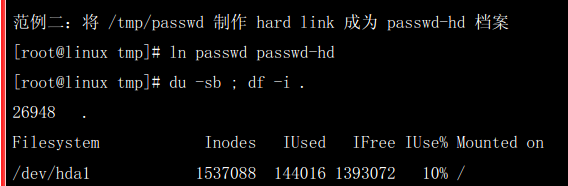 范例二：将 /tmp/passwd 制作 hard link 成为 passwd-hd 档案
[root@linux tmp]# ln passwd passwd-hd
[root@linux tmp]# du -sb ; df -i .
26948 .
Filesystem Inodes IUsed IFree IUse% Mounted on
/dev/hda1 1537088 144016 1393072 10% /